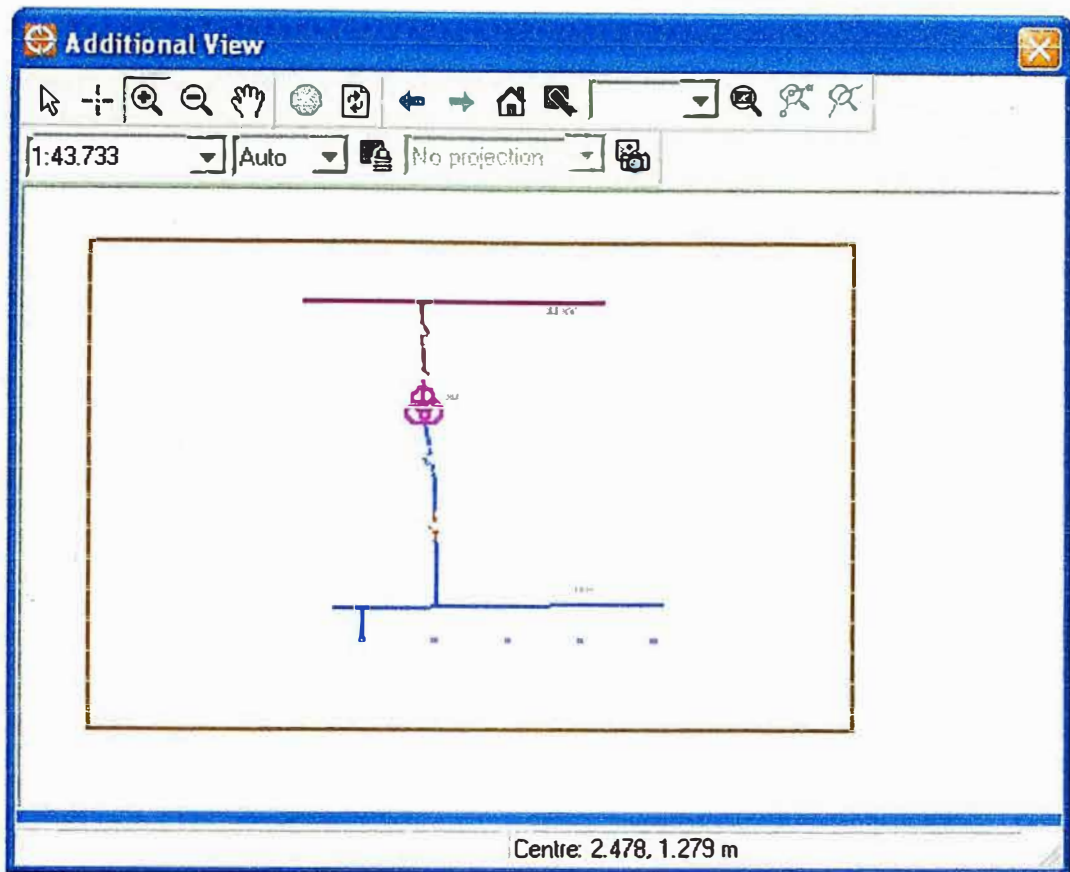 Additional View
1:43.733
Auto
No projection
Centre: 2.478, 1.279 m